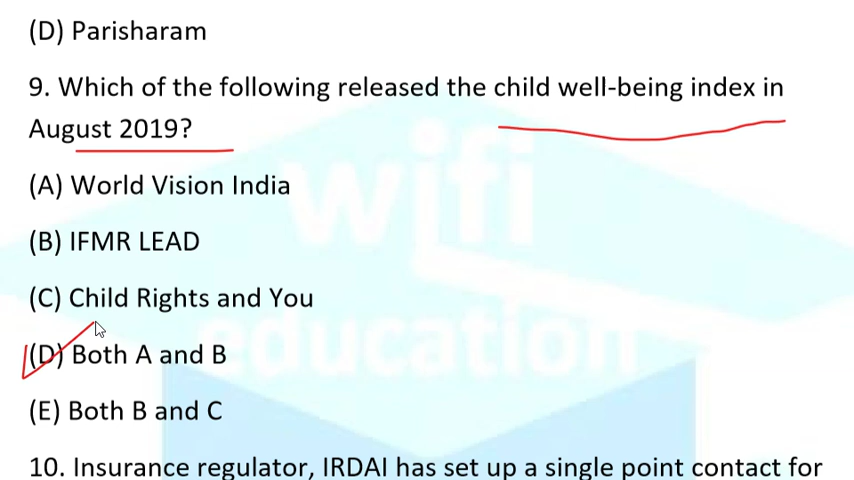 (D) Parisharam
9. Which of the following released the child well-being index in
August 2019?
(A) World Vision India
(B) IFMR LEAD
(C) Child Rights and You
(D) Both A and B
(E) Both B and C
10. Insurance regulator, IRDAI has set up a single point contact for
wifi
education